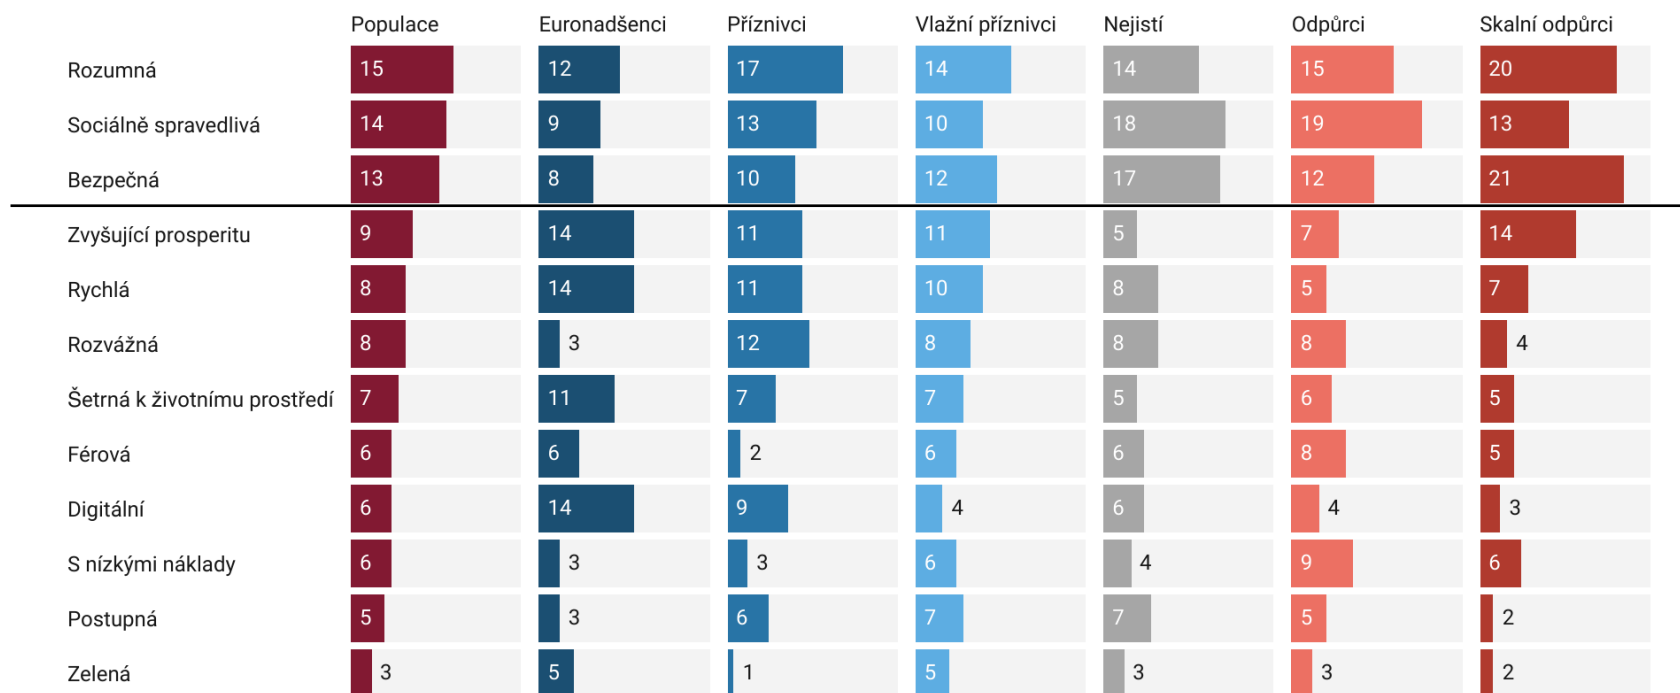 Populace Euronadšenci Příznivci Vlažní příznivci Nejistí Odpůrci Skalní odpůrci
Rozumná 15 12 17 14 14 15 20
Sociálně spravedlivá 14 9 13 10 18 19 13
Bezpečná 13 8 10 12 17 12 21
Zvyšující prosperitu 9 14 11 11 5 7 14
Rychlá 8 14 11 10 8 5 7
Rozvážná 8 3 12 8 8 8 4
Šetrná k životnímu prostředí 7 11 7 7 5 6 5
Férová 6 6 2 6 6 8 5
Digitální 6 14 9 4 6 4 3
S nízkými náklady 6 3 3 6 4 9 6
Postupná 5 3 6 7 7 5 2
Zelená 3 5 1 5 3 3 2